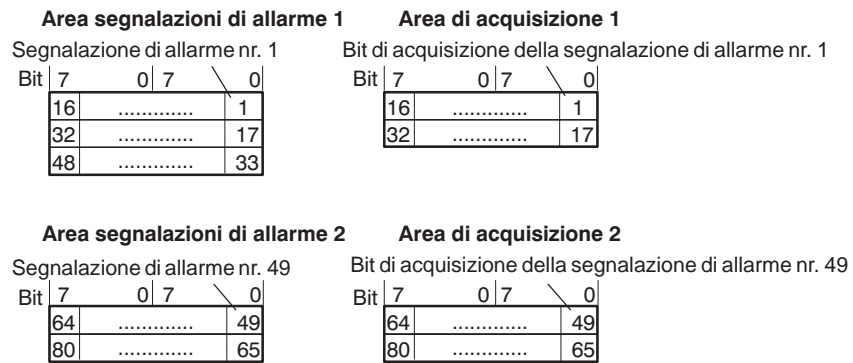 Area segnalazioni di allarme 1 Area di acquisizione 1
Segnalazione di allarme nr. 1 Bit di acquisizione della segnalazione di allarme nr. 1
Bit 7 0 7 0 Bit 7 0 7 0
16 ............. 1 16 ............. 1
32 ............. 17 32 ............. 17
48 ............. 33
Area segnalazioni di allarme 2 Area di acquisizione 2
Segnalazione di allarme nr. 49 Bit di acquisizione della segnalazione di allarme nr. 49
Bit 7 0 7 0 Bit 7 0 7 0
64 ............. 49 64 ............. 49
80 ............. 65 80 ............. 65